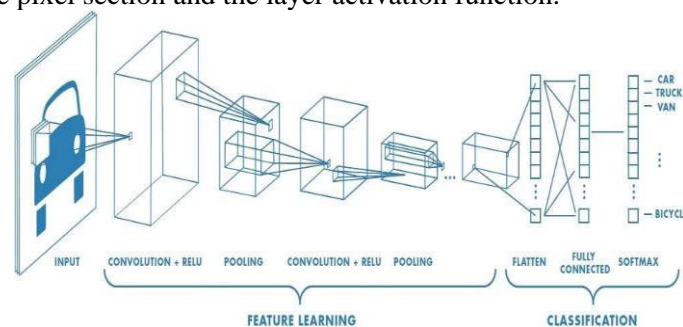 e pixel section and the layer activation function.
CAR
TRUCK
VAN
BICYCL
INPUT CONVOLUTION + RELU POOLING CONVOLUTION + RELU POOLING FLATTEN FULLY CONNECTED SOFTMAX
FEATURE LEARNING CLASSIFICATION